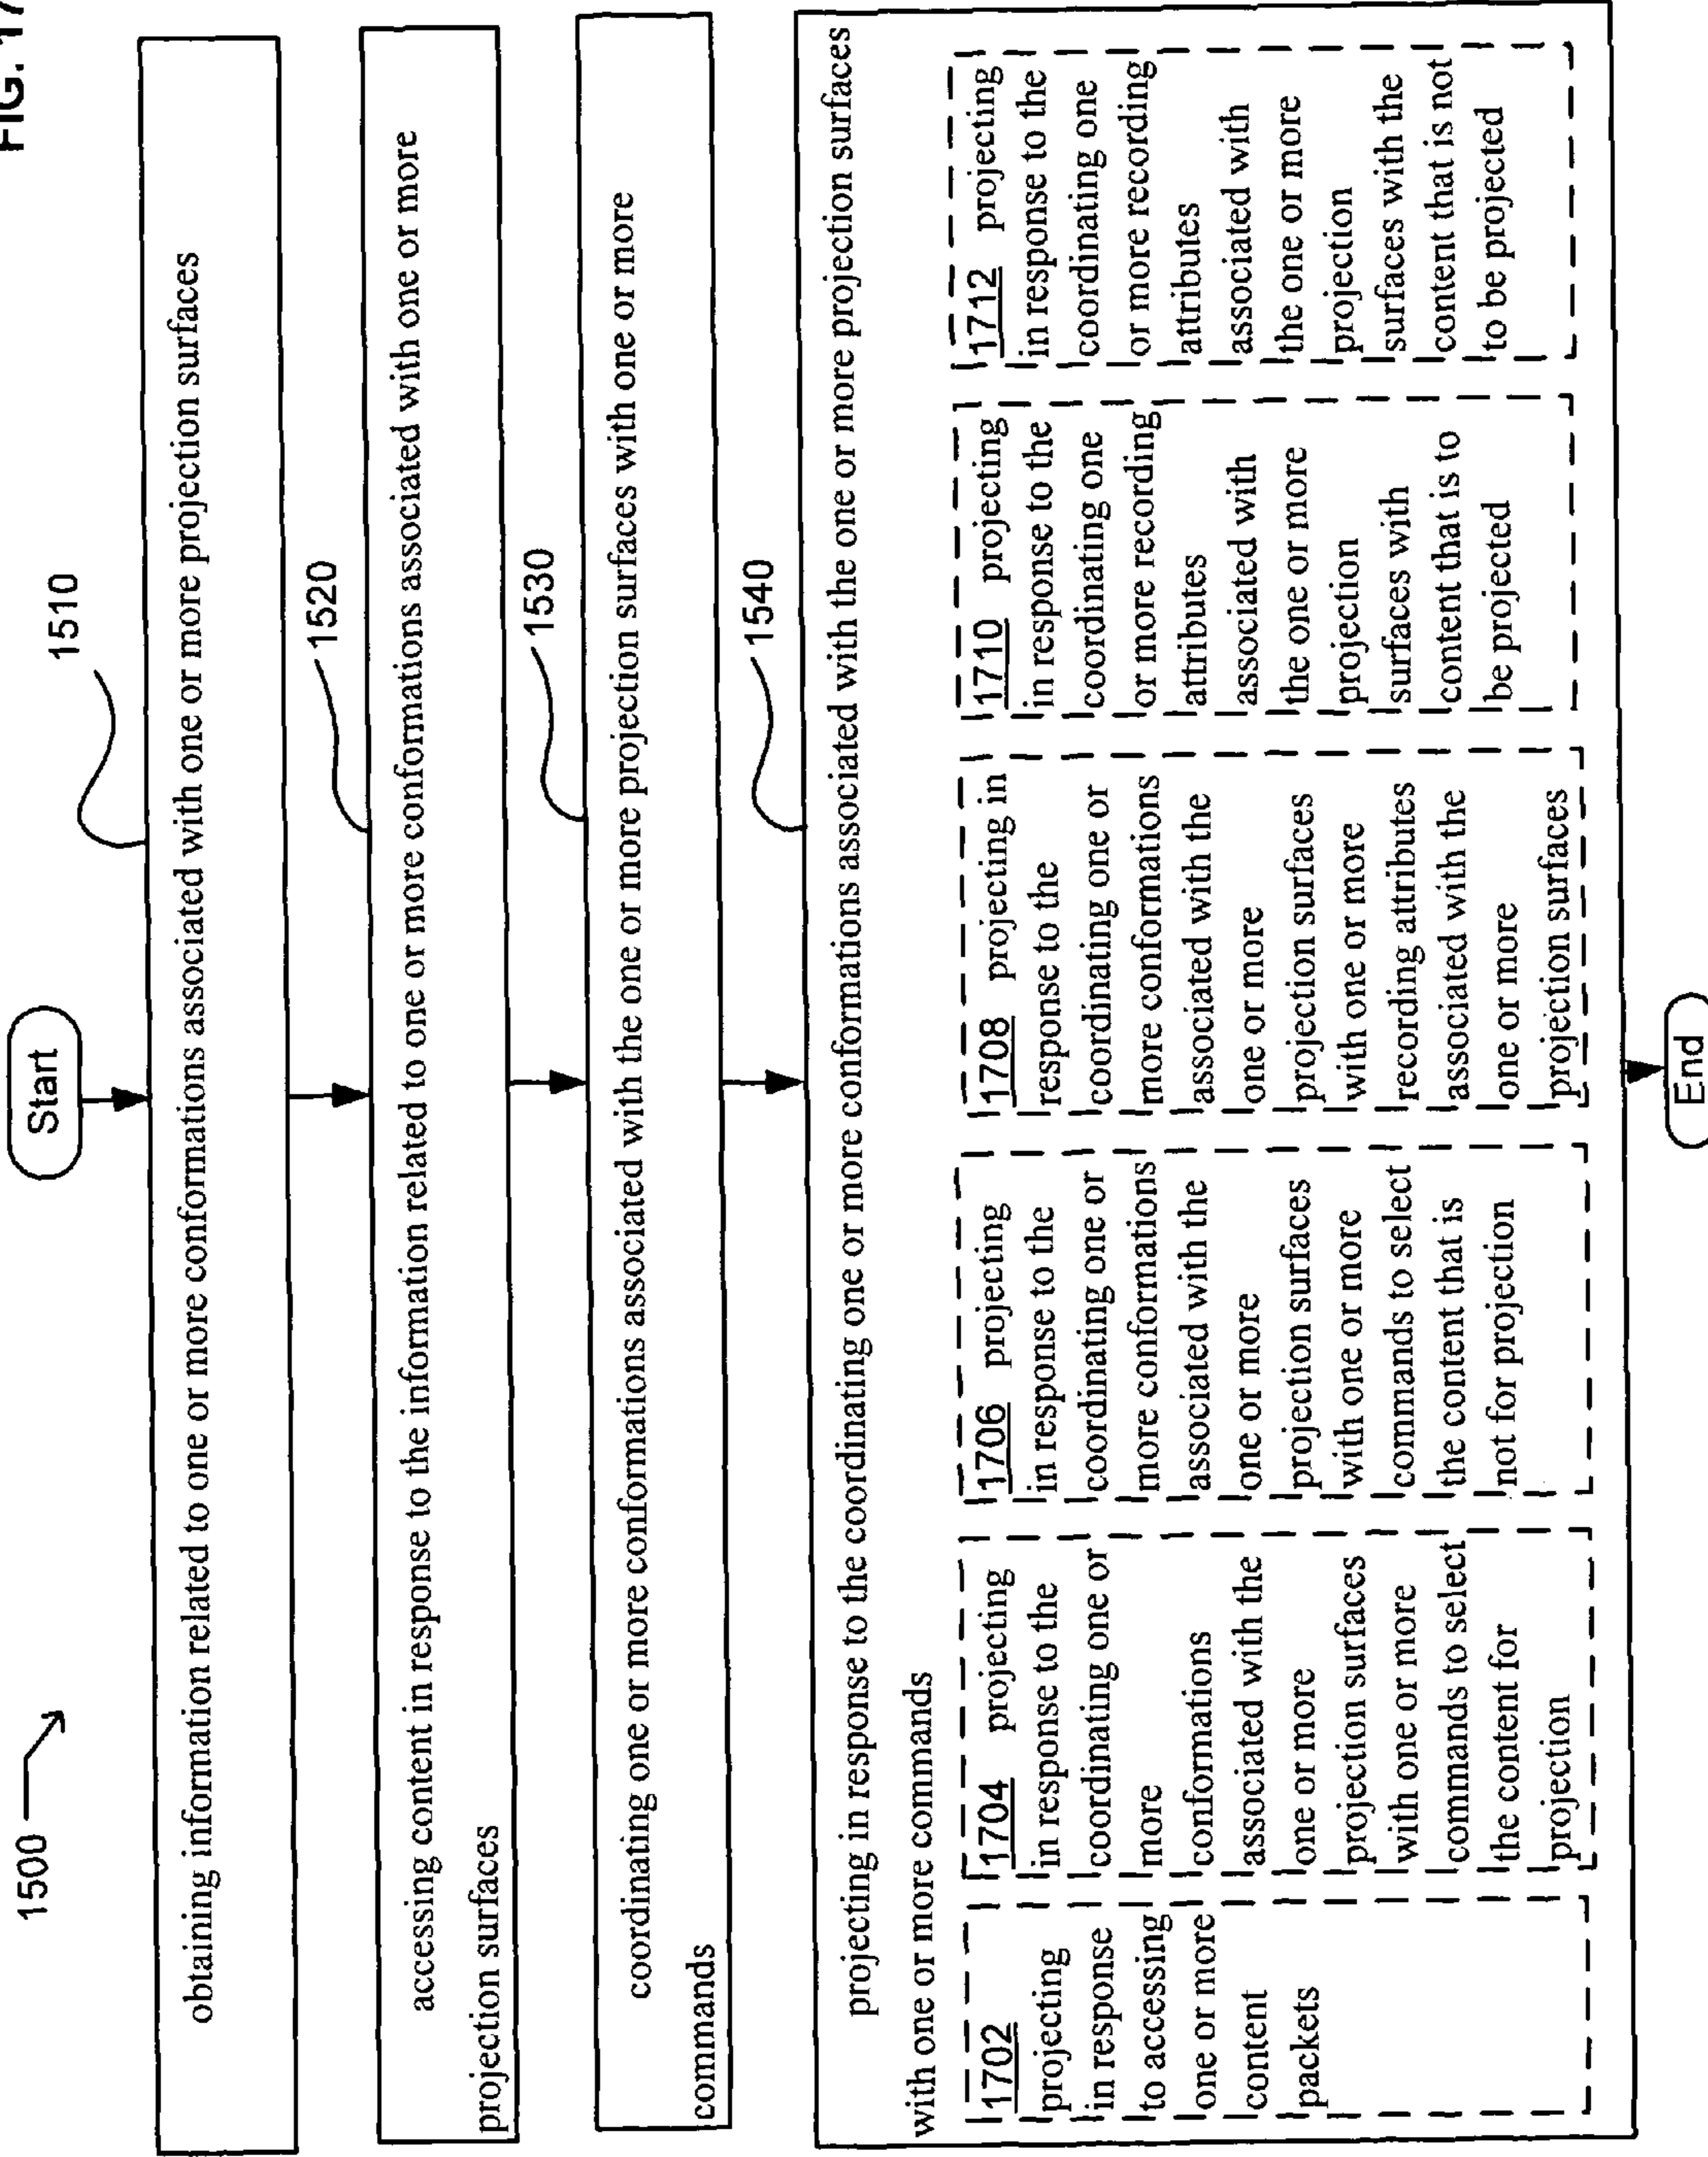 FIG. 17
1500
Start
1510
obtaining information related to one or more conformations associated with one or more projection surfaces
1520
accessing content in response to the information related to one or more conformations associated with one or more
projection surfaces
1530
coordinating one or more conformations associated with the one or more projection surfaces with one or more
commands
1540
projecting in response to the coordinating one or more conformations associated with the one or more projection surfaces
with one or more commands
1702
projecting
in response
to accessing
one or more
content
packets
1704 projecting
in response to the
coordinating one or
more
conformations
associated with the
one or more
projection surfaces
with one or more
commands to select
the content for
projection
1706 projecting
in response to the
coordinating one or
more conformations
associated with the
one or more
projection surfaces
with one or more
commands to select
the content that is
not for projection
1708 projecting in
response to the
coordinating one or
more conformations
associated with the
one or more
projection surfaces
with one or more
recording attributes
associated with the
one or more
projection surfaces
1710 projecting
in response to the
coordinating one
or more recording
attributes
associated with
the one or more
projection
surfaces with
content that is to
be projected
1712 projecting
in response to the
coordinating one
or more recording
attributes
associated with
the one or more
projection
surfaces with the
content that is not
to be projected
End